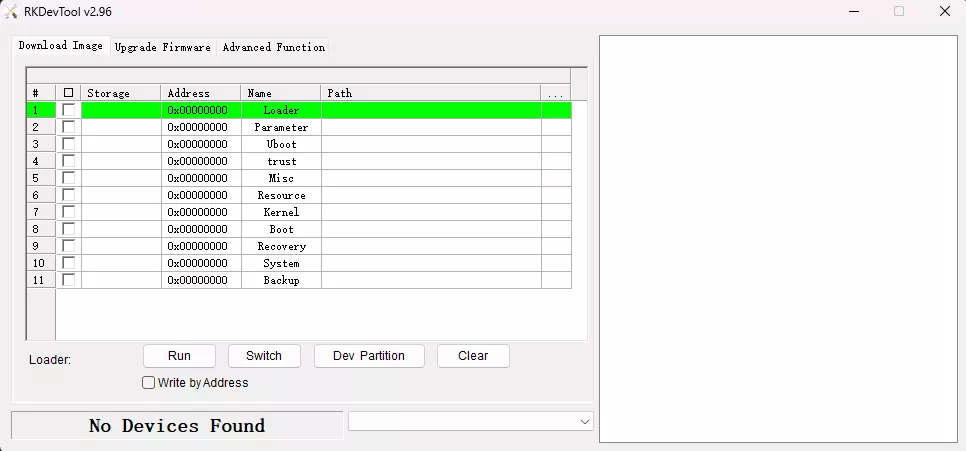 RKDevTool v2.96
Download Image Upgrade Firmware Advanced Function
# Storage Address Name Path ...
1 0x00000000 Loader
2 0x00000000 Parameter
3 0x00000000 Uboot
4 0x00000000 trust
5 0x00000000 Misc
6 0x00000000 Resource
7 0x00000000 Kernel
8 0x00000000 Boot
9 0x00000000 Recovery
10 0x00000000 System
11 0x00000000 Backup
Loader: Run Switch Dev Partition Clear
Write by Address
No Devices Found